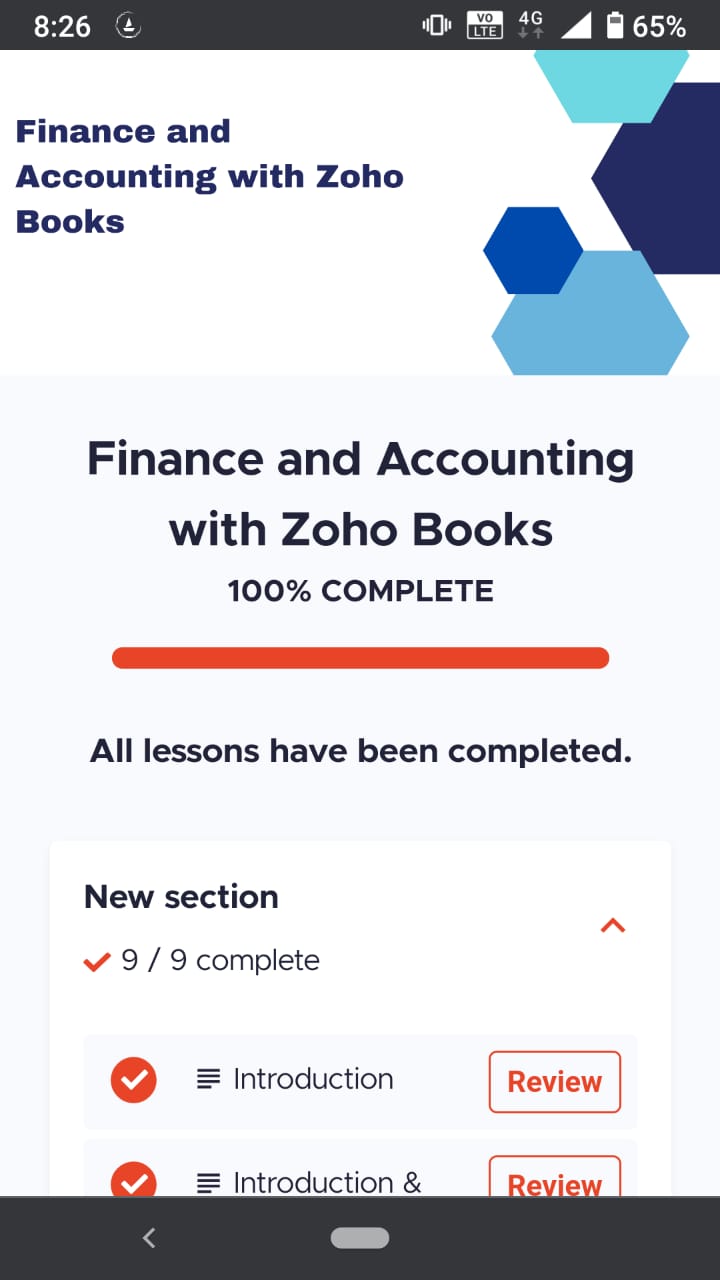 8:26 VO LTE 4G 65%
Finance and
Accounting with Zoho
Books
Finance and Accounting
with Zoho Books
100% COMPLETE
All lessons have been completed.
New section
9 / 9 complete
Introduction Review
Introduction & Review